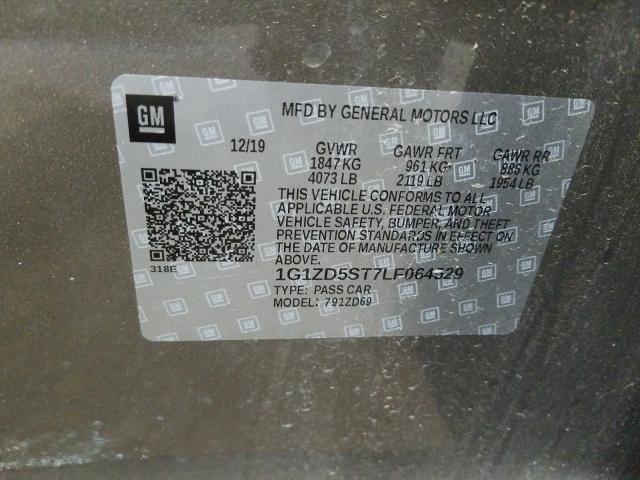 GM
MFD BY GENERAL MOTORS LLC
12/19 GVWR GAWR FRT GAWR RR
1847 KG 961 KG 885 KG
4073 LB 2119 LB 1954 LB
THIS VEHICLE CONFORMS TO ALL
APPLICABLE U.S. FEDERAL MOTOR
VEHICLE SAFETY, BUMPER, AND THEFT
PREVENTION STANDARDS IN EFFECT ON
THE DATE OF MANUFACTURE SHOWN
ABOVE.
318E
1G1ZD5ST7LF064329
TYPE: PASS CAR
MODEL: 791ZD69